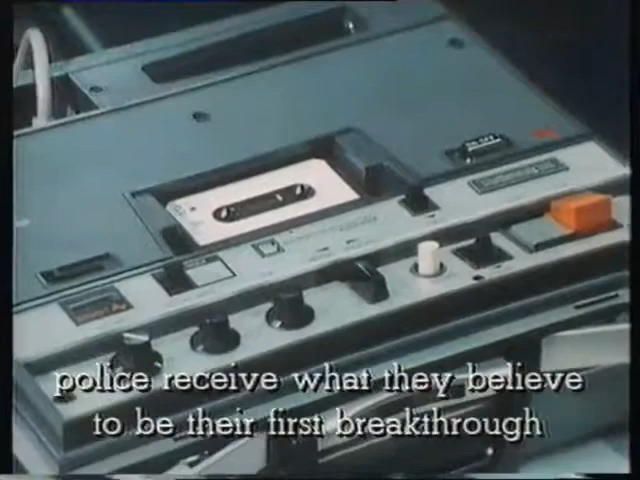 police receive what they believe
to be their first breakthrough